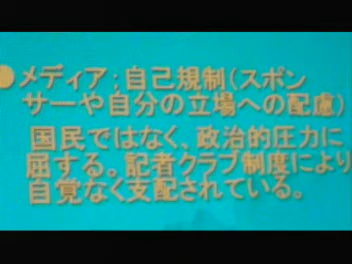 ●メディア；自己規制（スポン
サーや自分の立場への配慮）
国民ではなく、政治的圧力に
屈する。記者クラブ制度により
自覚なく支配されている。